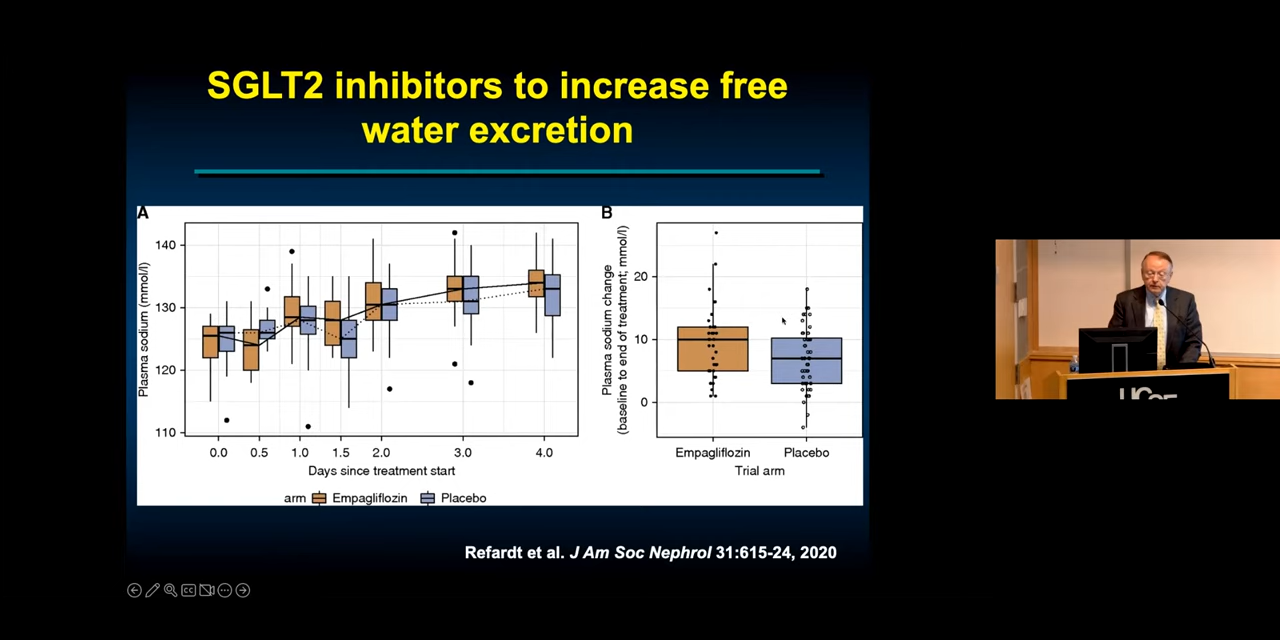 SGLT2 inhibitors to increase free
water excretion
A
140
130
120
110
Plasma sodium (mmol/l)
0.0 0.5 1.0 1.5 2.0 3.0 4.0
Days since treatment start
arm Empagliflozin Placebo
B
20
10
0
Plasma sodium change
(baseline to end of treatment; mmol/l)
Empagliflozin Placebo
Trial arm
Refardt et al. J Am Soc Nephrol 31:615-24, 2020
CC